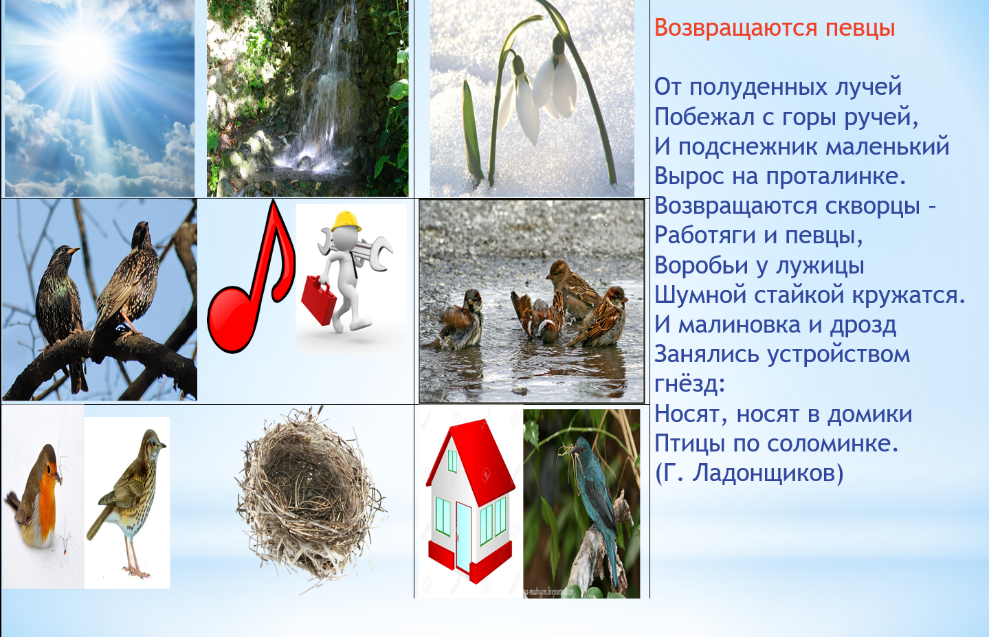 Возвращаются певцы
От полуденных лучей
Побежал с горы ручей,
И подснежник маленький
Вырос на проталинке.
Возвращаются скворцы –
Работяги и певцы,
Воробьи у лужицы
Шумной стайкой кружатся.
И малиновка и дрозд
Занялись устройством
гнёзд:
Носят, носят в домики
Птицы по соломинке.
(Г. Ладонщиков)